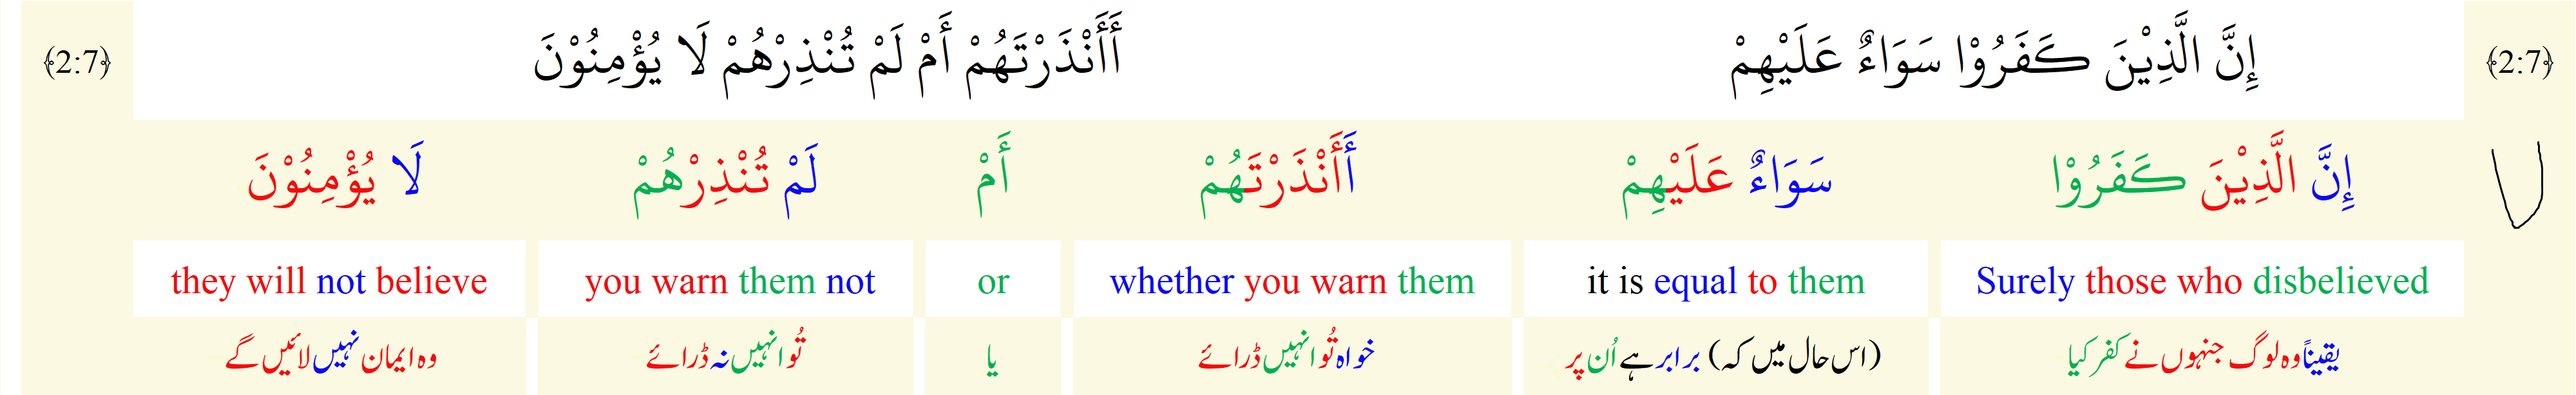 ﴿2:7﴾ إِنَّ الَّذِيْنَ كَفَرُوْا سَوَاءٌ عَلَيْهِمْ أَأَنْذَرْتَهُمْ أَمْ لَمْ تُنْذِرْهُمْ لَا يُؤْمِنُوْنَ ﴿2:7﴾
إِنَّ الَّذِيْنَ كَفَرُوْا سَوَاءٌ عَلَيْهِمْ أَأَنْذَرْتَهُمْ أَمْ لَمْ تُنْذِرْهُمْ لَا يُؤْمِنُوْنَ
they will not believe you warn them not or whether you warn them it is equal to them Surely those who disbelieved
یقیناً وہ لوگ جنہوں نے کفر کیا (اس حال میں کہ) برابر ہے اُن پر خواہ تُو انہیں ڈرائے یا تُو انہیں نہ ڈرائے وہ ایمان نہیں لائیں گے